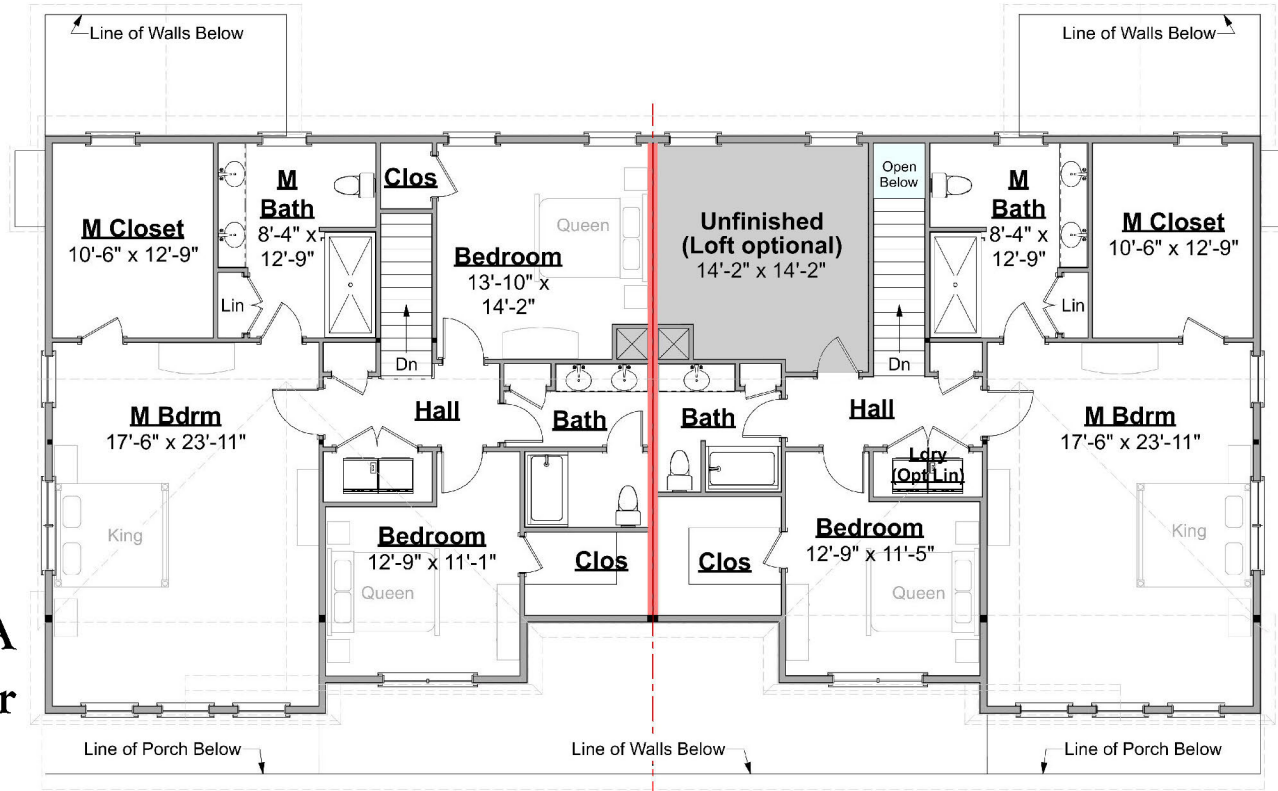 Line of Walls Below
Line of Walls Below
M Closet
10'-6" x 12'-9"
M
Bath
8'-4" x
12'-9"
Lin
Clos
Dn
Bedroom
13'-10" x
14'-2"
Queen
Unfinished
(Loft optional)
14'-2" x 14'-2"
Open
Below
Dn
M
Bath
8'-4" x
12'-9"
Lin
M Closet
10'-6" x 12'-9"
M Bdrm
17'-6" x 23'-11"
King
Hall
Bath
Bath
Hall
Ldry
(Opt Lin)
M Bdrm
17'-6" x 23'-11"
King
Bedroom
12'-9" x 11'-1"
Queen
Clos
Clos
Bedroom
12'-9" x 11'-5"
Queen
A
r
Line of Porch Below
Line of Walls Below
Line of Porch Below